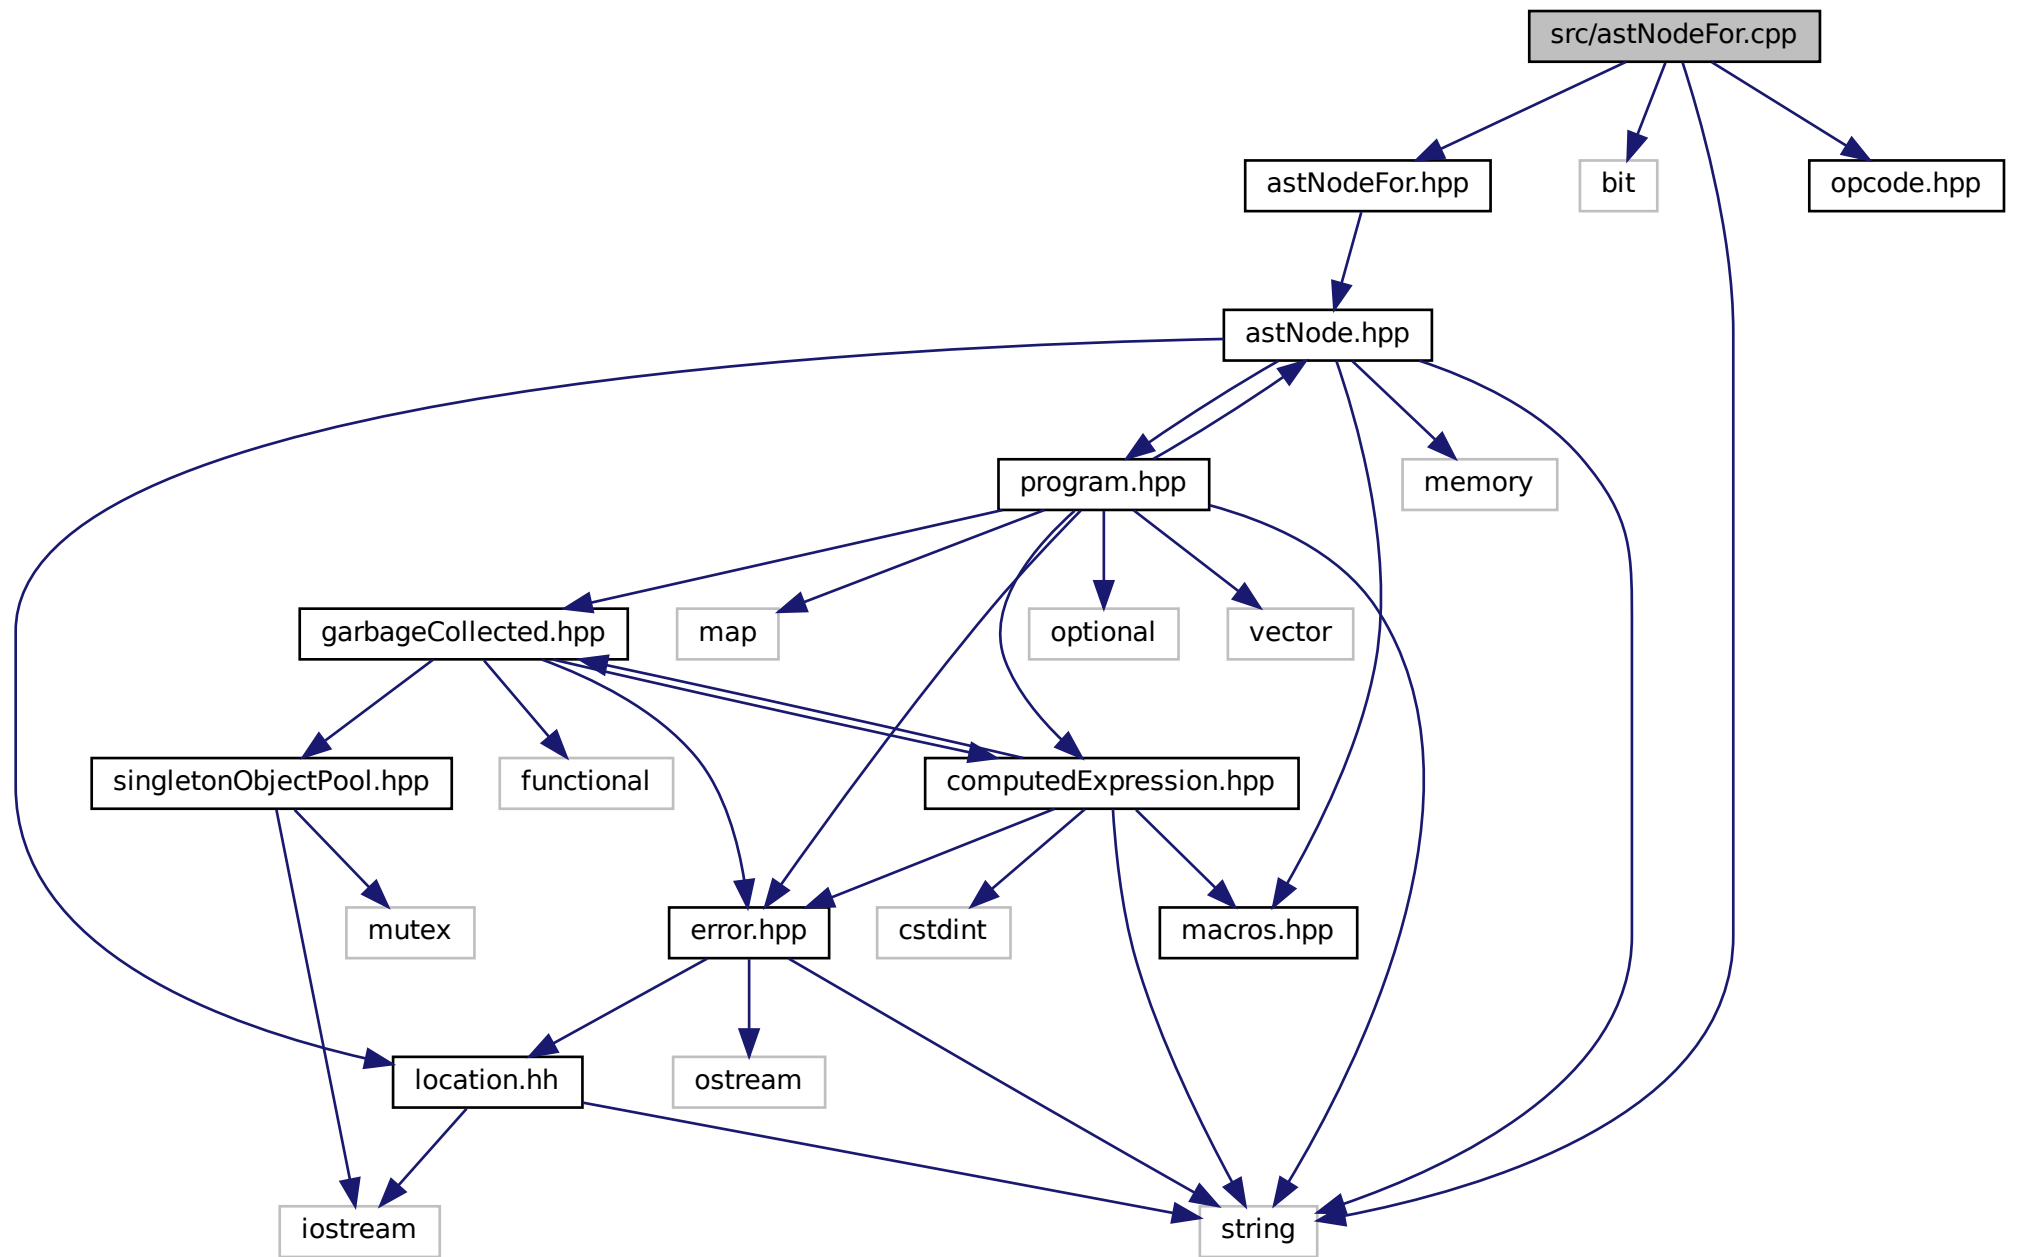 src/astNodeFor.cpp
astNodeFor.hpp
bit
opcode.hpp
astNode.hpp
program.hpp
memory
garbageCollected.hpp
map
optional
vector
singletonObjectPool.hpp
functional
computedExpression.hpp
mutex
error.hpp
cstdint
macros.hpp
location.hh
ostream
iostream
string